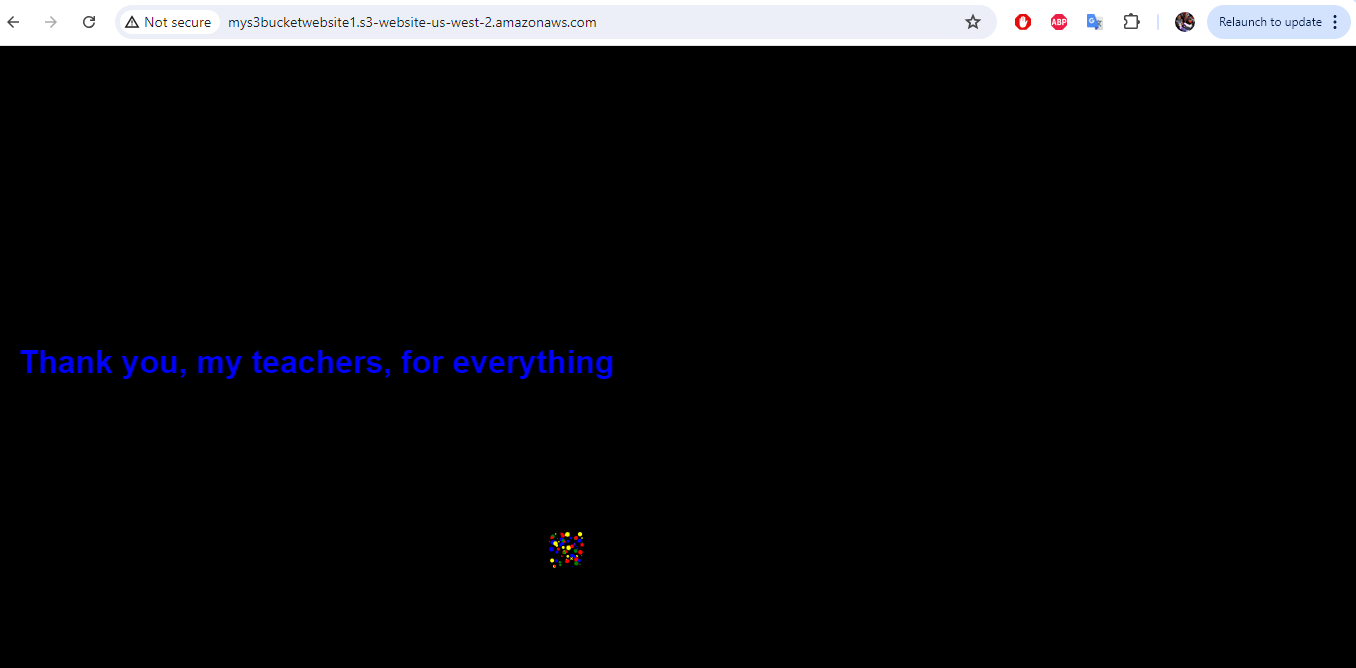 Not secure
mys3bucketwebsite1.s3-website-us-west-2.amazonaws.com
ABP
G
Relaunch to update
Thank you, my teachers, for everything